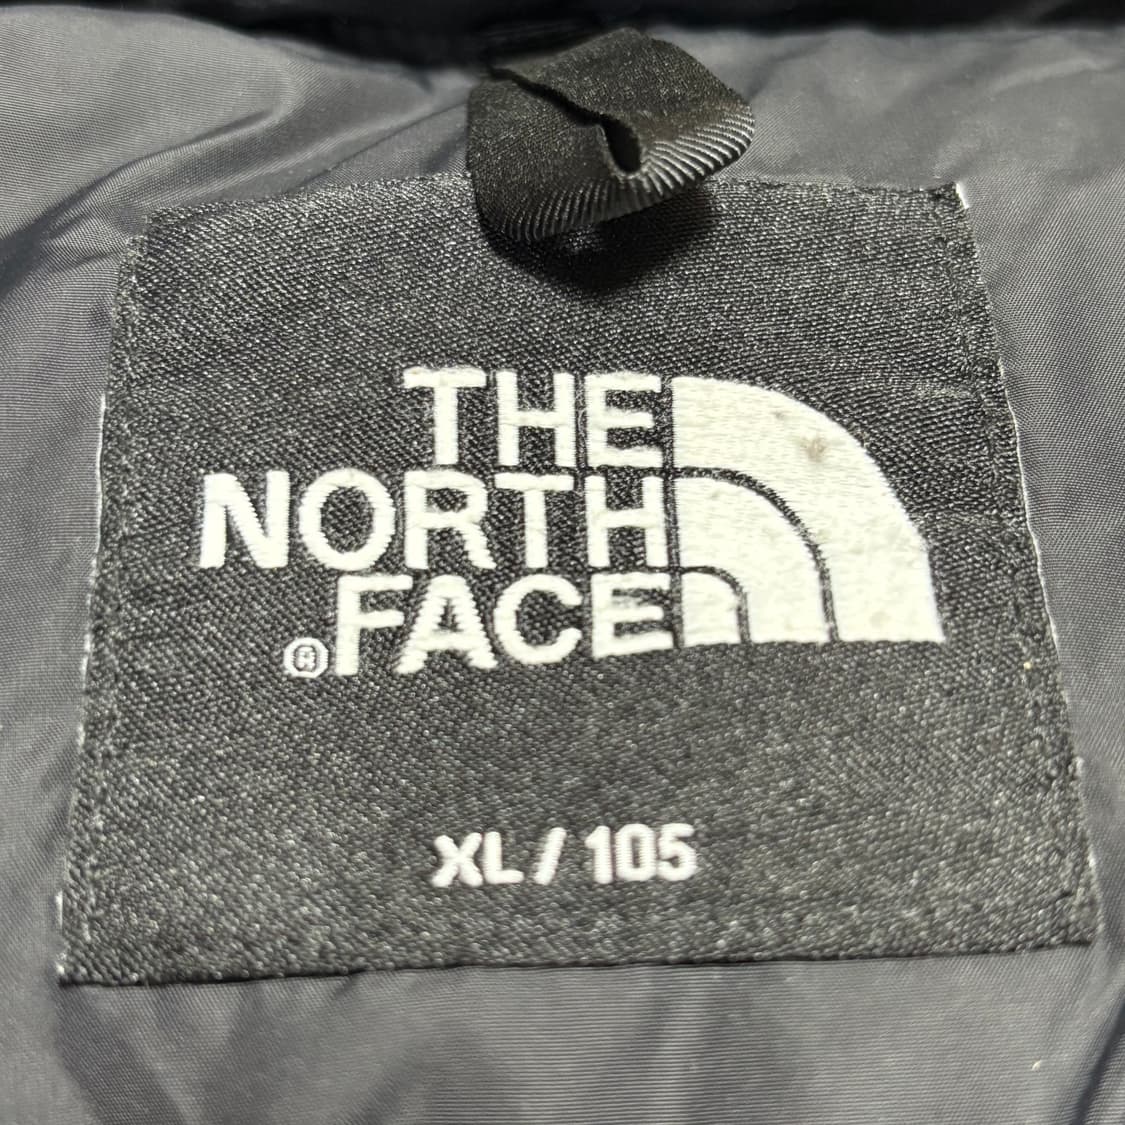 THE
NORTH
®FACE
XL/105